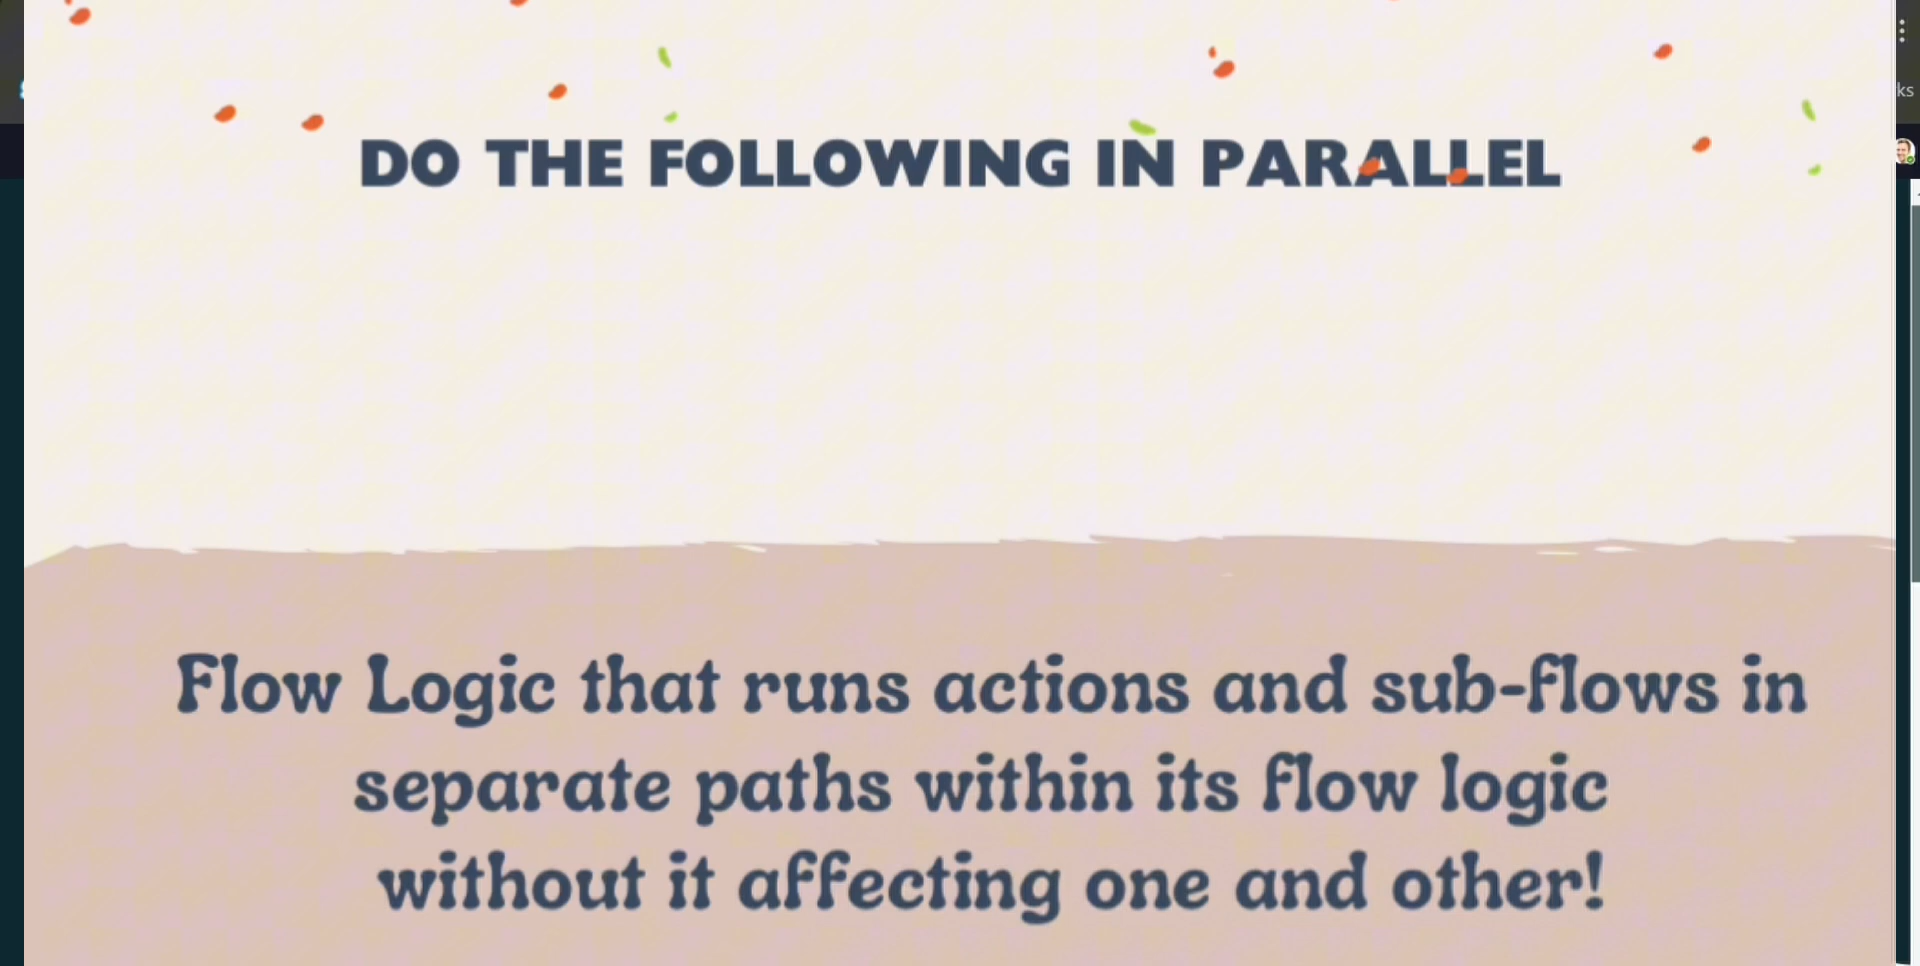 DO THE FOLLOWING IN PARALLEL
ks
Flow Logic that runs actions and sub-flows in
separate paths within its flow logic
without it affecting one and other!